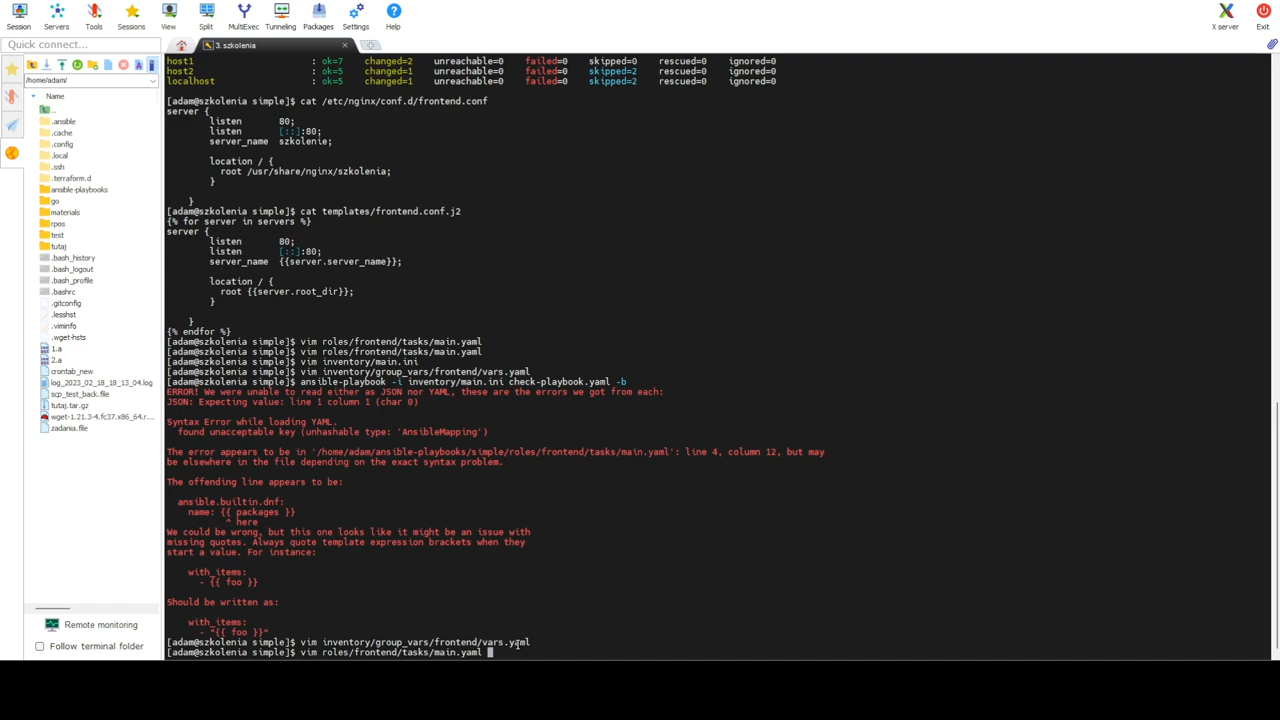 Session Servers Tools Sessions View Split MultiExec Tunneling Packages Settings Help X server Exit
Quick connect...
3. szkolenia
/home/adam/
Name
..
.ansible
.cache
.config
.local
.ssh
.terraform.d
ansible-playbooks
go
materials
rpos
test
tutaj
.bash_history
.bash_logout
.bash_profile
.bashrc
.gitconfig
.lesshst
.viminfo
.wget-hsts
1.a
2.a
crontab_new
log_2023_02_18_18_13_04.log
scp_test_back.file
tutaj.tar.gz
wget-1.21.3-4.fc37.x86_64.r...
zadania.file
Remote monitoring
Follow terminal folder
host1 : ok=7 changed=2 unreachable=0 failed=0 skipped=0 rescued=0 ignored=0
host2 : ok=5 changed=1 unreachable=0 failed=0 skipped=2 rescued=0 ignored=0
localhost : ok=5 changed=1 unreachable=0 failed=0 skipped=2 rescued=0 ignored=0
[adam@szkolenia simple]$ cat /etc/nginx/conf.d/frontend.conf
server {
listen 80;
listen [::]:80;
server_name szkolenie;
location / {
root /usr/share/nginx/szkolenia;
}
}
[adam@szkolenia simple]$ cat templates/frontend.conf.j2
{% for server in servers %}
server {
listen 80;
listen [::]:80;
server_name {{server.server_name}};
location / {
root {{server.root_dir}};
}
}
{% endfor %}
[adam@szkolenia simple]$ vim roles/frontend/tasks/main.yaml
[adam@szkolenia simple]$ vim roles/frontend/tasks/main.yaml
[adam@szkolenia simple]$ vim inventory/main.ini
[adam@szkolenia simple]$ vim inventory/group_vars/frontend/vars.yaml
[adam@szkolenia simple]$ ansible-playbook -i inventory/main.ini check-playbook.yaml -b
ERROR! We were unable to read either as JSON nor YAML, these are the errors we got from each:
JSON: Expecting value: line 1 column 1 (char 0)
Syntax Error while loading YAML.
found unacceptable key (unhashable type: 'AnsibleMapping')
The error appears to be in '/home/adam/ansible-playbooks/simple/roles/frontend/tasks/main.yaml': line 4, column 12, but may
be elsewhere in the file depending on the exact syntax problem.
The offending line appears to be:
ansible.builtin.dnf:
name: {{ packages }}
^ here
We could be wrong, but this one looks like it might be an issue with
missing quotes. Always quote template expression brackets when they
start a value. For instance:
with_items:
- {{ foo }}
Should be written as:
with_items:
- "{{ foo }}"
[adam@szkolenia simple]$ vim inventory/group_vars/frontend/vars.yaml
[adam@szkolenia simple]$ vim roles/frontend/tasks/main.yaml